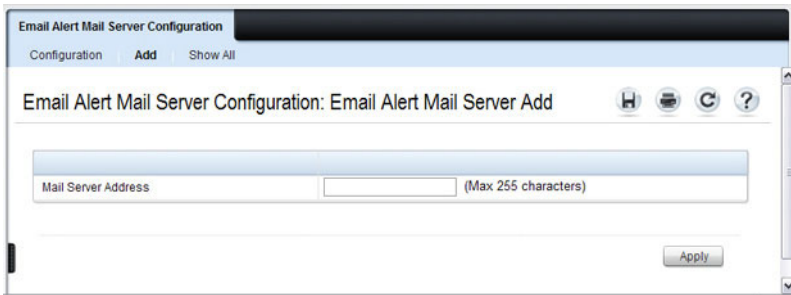 Email Alert Mail Server Configuration
Configuration Add Show All
Email Alert Mail Server Configuration: Email Alert Mail Server Add
Mail Server Address (Max 255 characters)
Apply